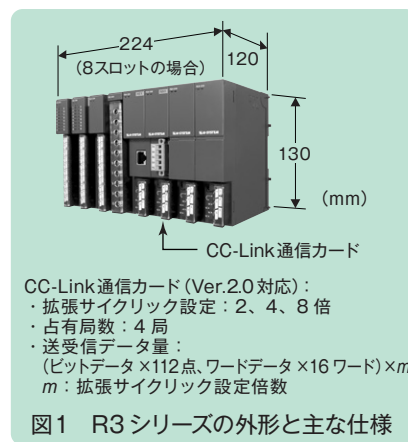 224
(8スロットの場合)
120
130
(mm)
CC-Link通信カード
CC-Link通信カード(Ver.2.0対応):
・拡張サイクリック設定:2、4、8倍
・占有局数:4局
・送受信データ量:
(ビットデータ×112点、ワードデータ×16ワード)×m
m:拡張サイクリック設定倍数
図1 R3シリーズの外形と主な仕様